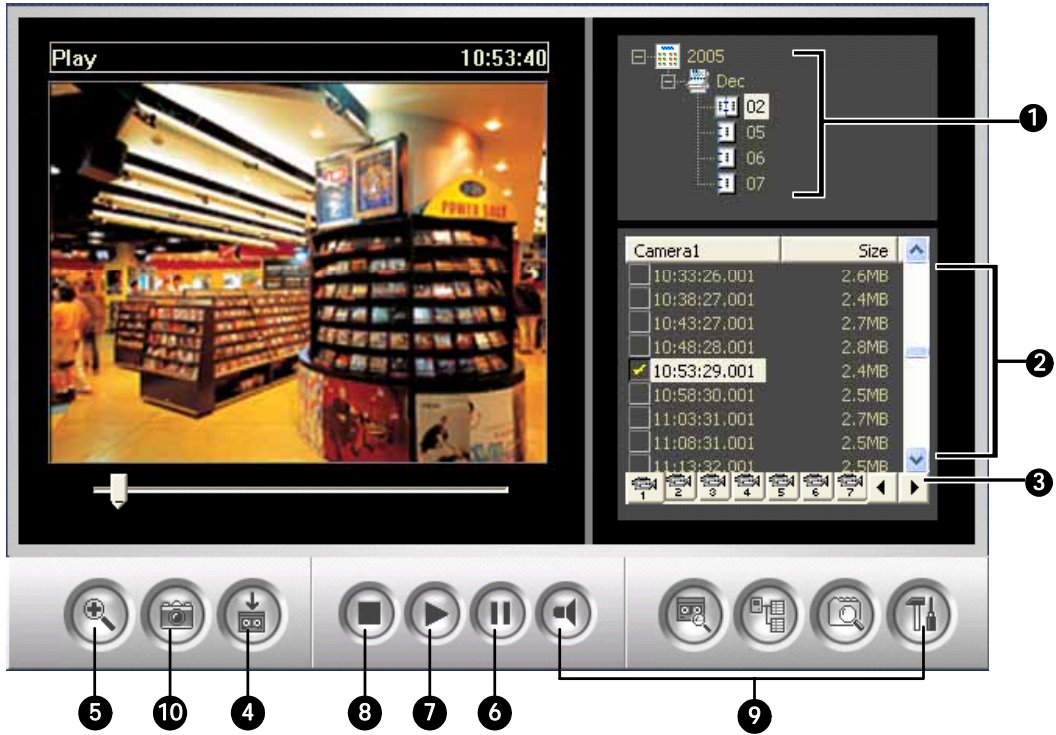 Play 10:53:40
POWER SALE
2005
Dec
02
05
06
07
Camera1 Size
10:33:26.001 2.6MB
10:38:27.001 2.4MB
10:43:27.001 2.7MB
10:48:28.001 2.8MB
10:53:29.001 2.4MB
10:58:30.001 2.5MB
11:03:31.001 2.7MB
11:08:31.001 2.5MB
11:13:32.001 2.5MB
1 2 3 4 5 6 7
1
2
3
5 10 4 8 7 6 9